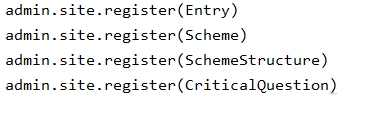 admin.site.register(Entry)
admin.site.register(Scheme)
admin.site.register(SchemeStructure)
admin.site.register(CriticalQuestion)